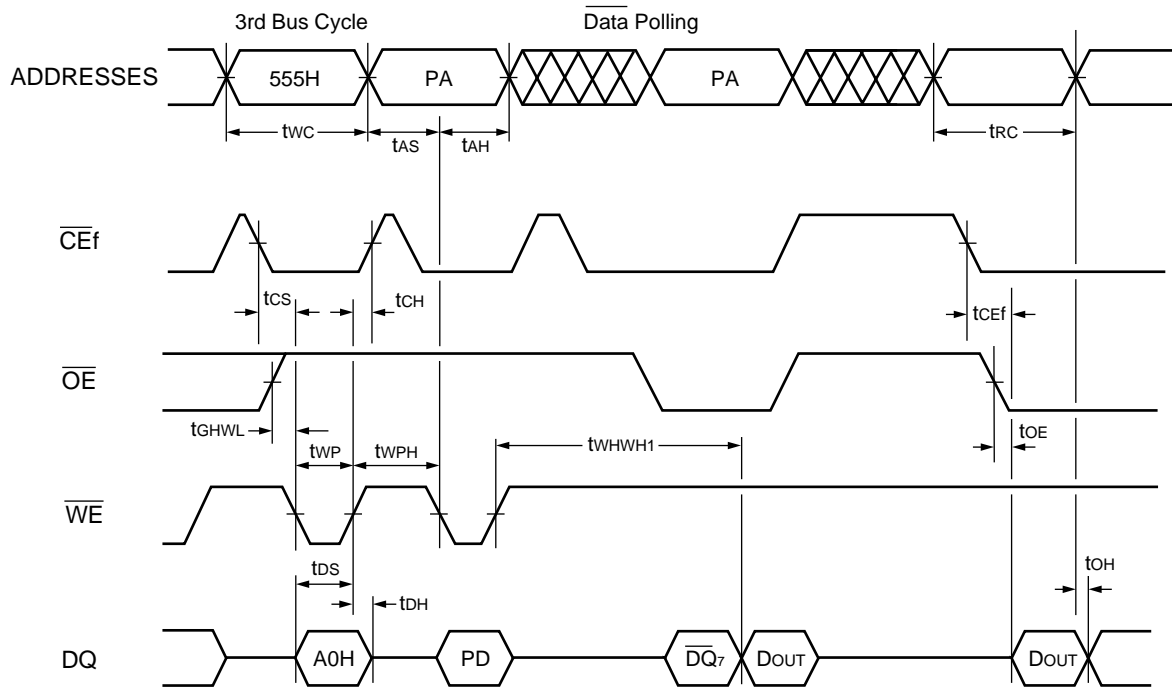 3rd Bus Cycle Data Polling
ADDRESSES 555H PA PA
tWC tAS tAH tRC
CEf
tCS tCH tCEf
OE
tGHWL tWP tWPH tWHWH1 tOE
WE
tDS tDH tOH
DQ A0H PD DQ7 DOUT DOUT